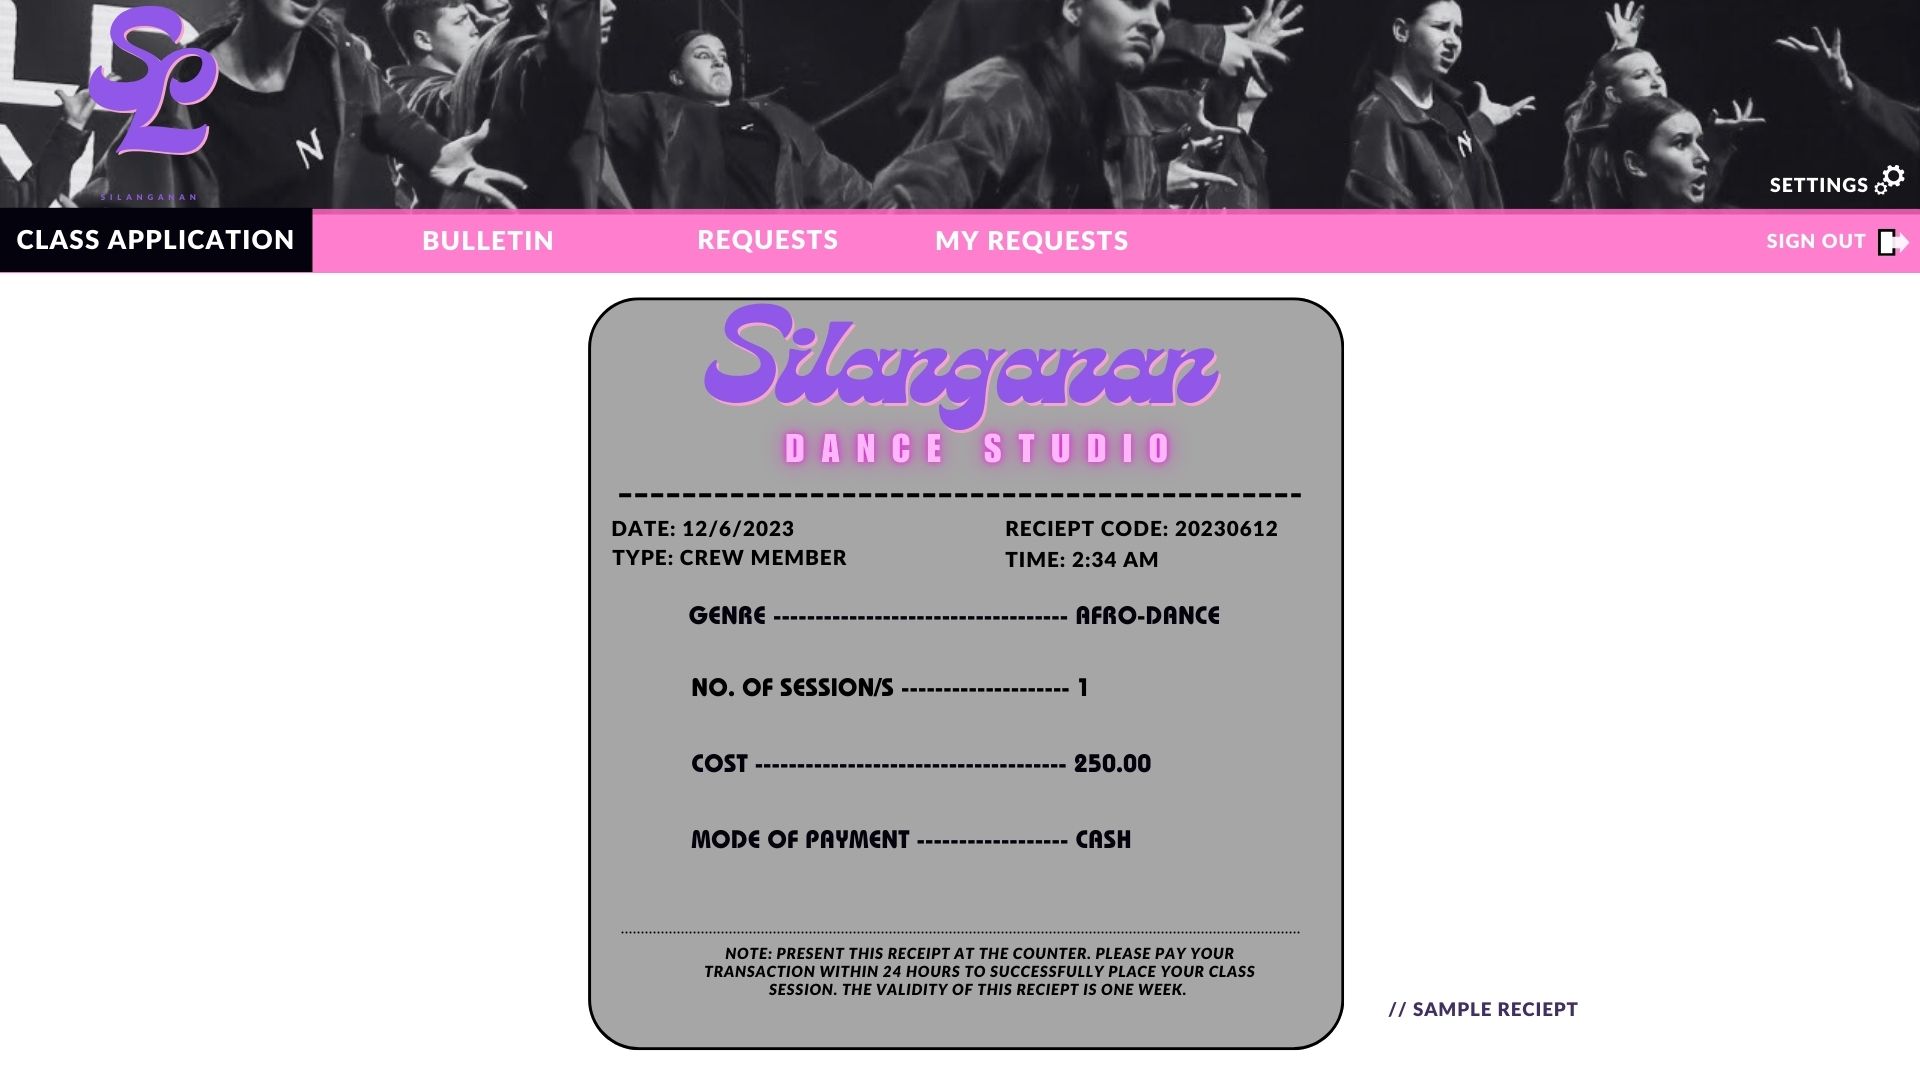 SL
SILANGANAN
SETTINGS
CLASS APPLICATION
BULLETIN
REQUESTS
MY REQUESTS
SIGN OUT
Silanganan
DANCE STUDIO
DATE: 12/6/2023
RECIEPT CODE: 20230612
TYPE: CREW MEMBER
TIME: 2:34 AM
GENRE ----------------------------------- AFRO-DANCE
NO. OF SESSION/S -------------------- 1
COST ------------------------------------- 250.00
MODE OF PAYMENT ------------------ CASH
NOTE: PRESENT THIS RECEIPT AT THE COUNTER. PLEASE PAY YOUR
TRANSACTION WITHIN 24 HOURS TO SUCCESSFULLY PLACE YOUR CLASS
SESSION. THE VALIDITY OF THIS RECIEPT IS ONE WEEK.
// SAMPLE RECIEPT